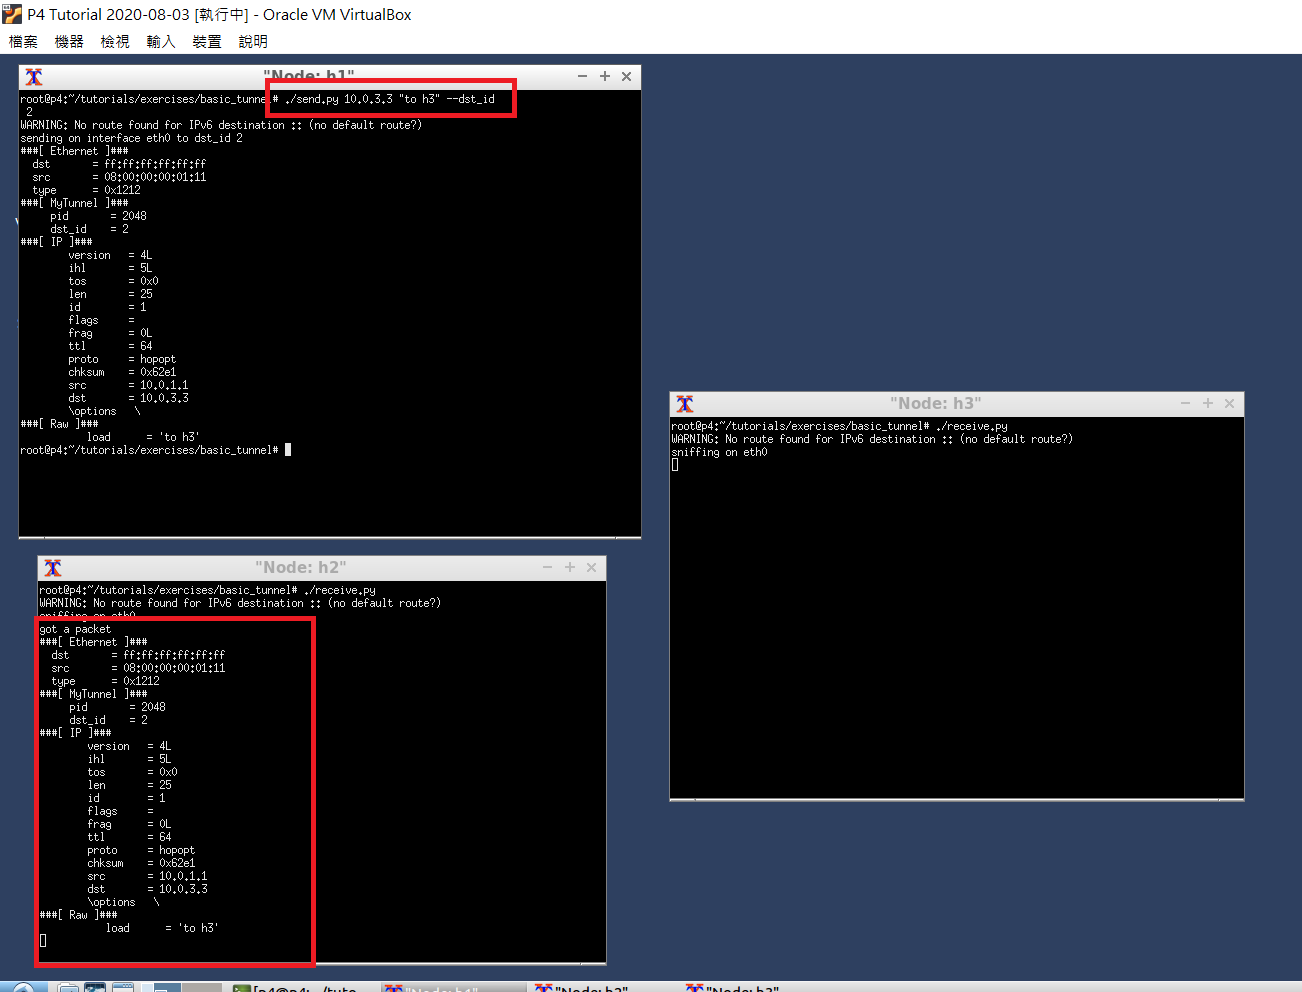 P4 Tutorial 2020-08-03 [執行中] - Oracle VM VirtualBox
檔案 機器 檢視 輸入 裝置 說明
"Node: h1"
root@p4:~/tutorials/exercises/basic_tunnel# ./send.py 10.0.3.3 "to h3" --dst_id
2
WARNING: No route found for IPv6 destination :: (no default route?)
sending on interface eth0 to dst_id 2
###[ Ethernet ]###
dst = ff:ff:ff:ff:ff:ff
src = 08:00:00:00:01:11
type = 0x1212
###[ MyTunnel ]###
pid = 2048
dst_id = 2
###[ IP ]###
version = 4L
ihl = 5L
tos = 0x0
len = 25
id = 1
flags =
frag = 0L
ttl = 64
proto = hopopt
chksum = 0x62e1
src = 10.0.1.1
dst = 10.0.3.3
\options \
###[ Raw ]###
load = 'to h3'
root@p4:~/tutorials/exercises/basic_tunnel#
"Node: h3"
root@p4:~/tutorials/exercises/basic_tunnel# ./receive.py
WARNING: No route found for IPv6 destination :: (no default route?)
sniffing on eth0
"Node: h2"
root@p4:~/tutorials/exercises/basic_tunnel# ./receive.py
WARNING: No route found for IPv6 destination :: (no default route?)
sniffing on eth0
got a packet
###[ Ethernet ]###
dst = ff:ff:ff:ff:ff:ff
src = 08:00:00:00:01:11
type = 0x1212
###[ MyTunnel ]###
pid = 2048
dst_id = 2
###[ IP ]###
version = 4L
ihl = 5L
tos = 0x0
len = 25
id = 1
flags =
frag = 0L
ttl = 64
proto = hopopt
chksum = 0x62e1
src = 10.0.1.1
dst = 10.0.3.3
\options \
###[ Raw ]###
load = 'to h3'
[p4@p4: ~/tuto... "Node: h1" "Node: h2" "Node: h3"